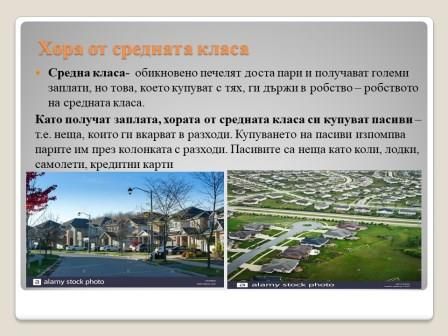 Хора от средната класа
Средна класа- обикновено печелят доста пари и получават големи
заплати, но това, което купуват с тях, ги държи в робство – робството
на средната класа.
Като получат заплата, хората от средната класа си купуват пасиви –
т.е. неща, които ги вкарват в разходи. Купуването на пасиви изпомпва
парите им през колонката с разходи. Пасивите са неща като коли, лодки,
самолети, кредитни карти
a alamy stock photo
a alamy stock photo